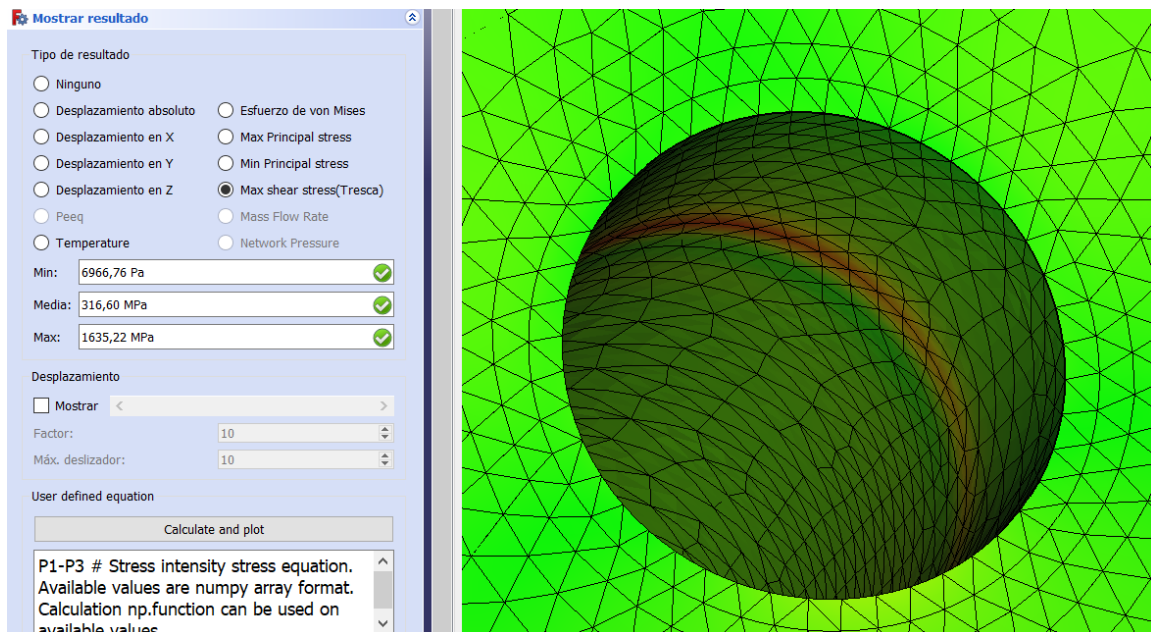 Mostrar resultado
Tipo de resultado
Ninguno
Desplazamiento absoluto Esfuerzo de von Mises
Desplazamiento en X Max Principal stress
Desplazamiento en Y Min Principal stress
Desplazamiento en Z Max shear stress(Tresca)
Peeq Mass Flow Rate
Temperature Network Pressure
Min: 6966,76 Pa
Media: 316,60 MPa
Max: 1635,22 MPa
Desplazamiento
Mostrar
Factor: 10
Máx. deslizador: 10
User defined equation
Calculate and plot
P1-P3 # Stress intensity stress equation.
Available values are numpy array format.
Calculation np.function can be used on
available values